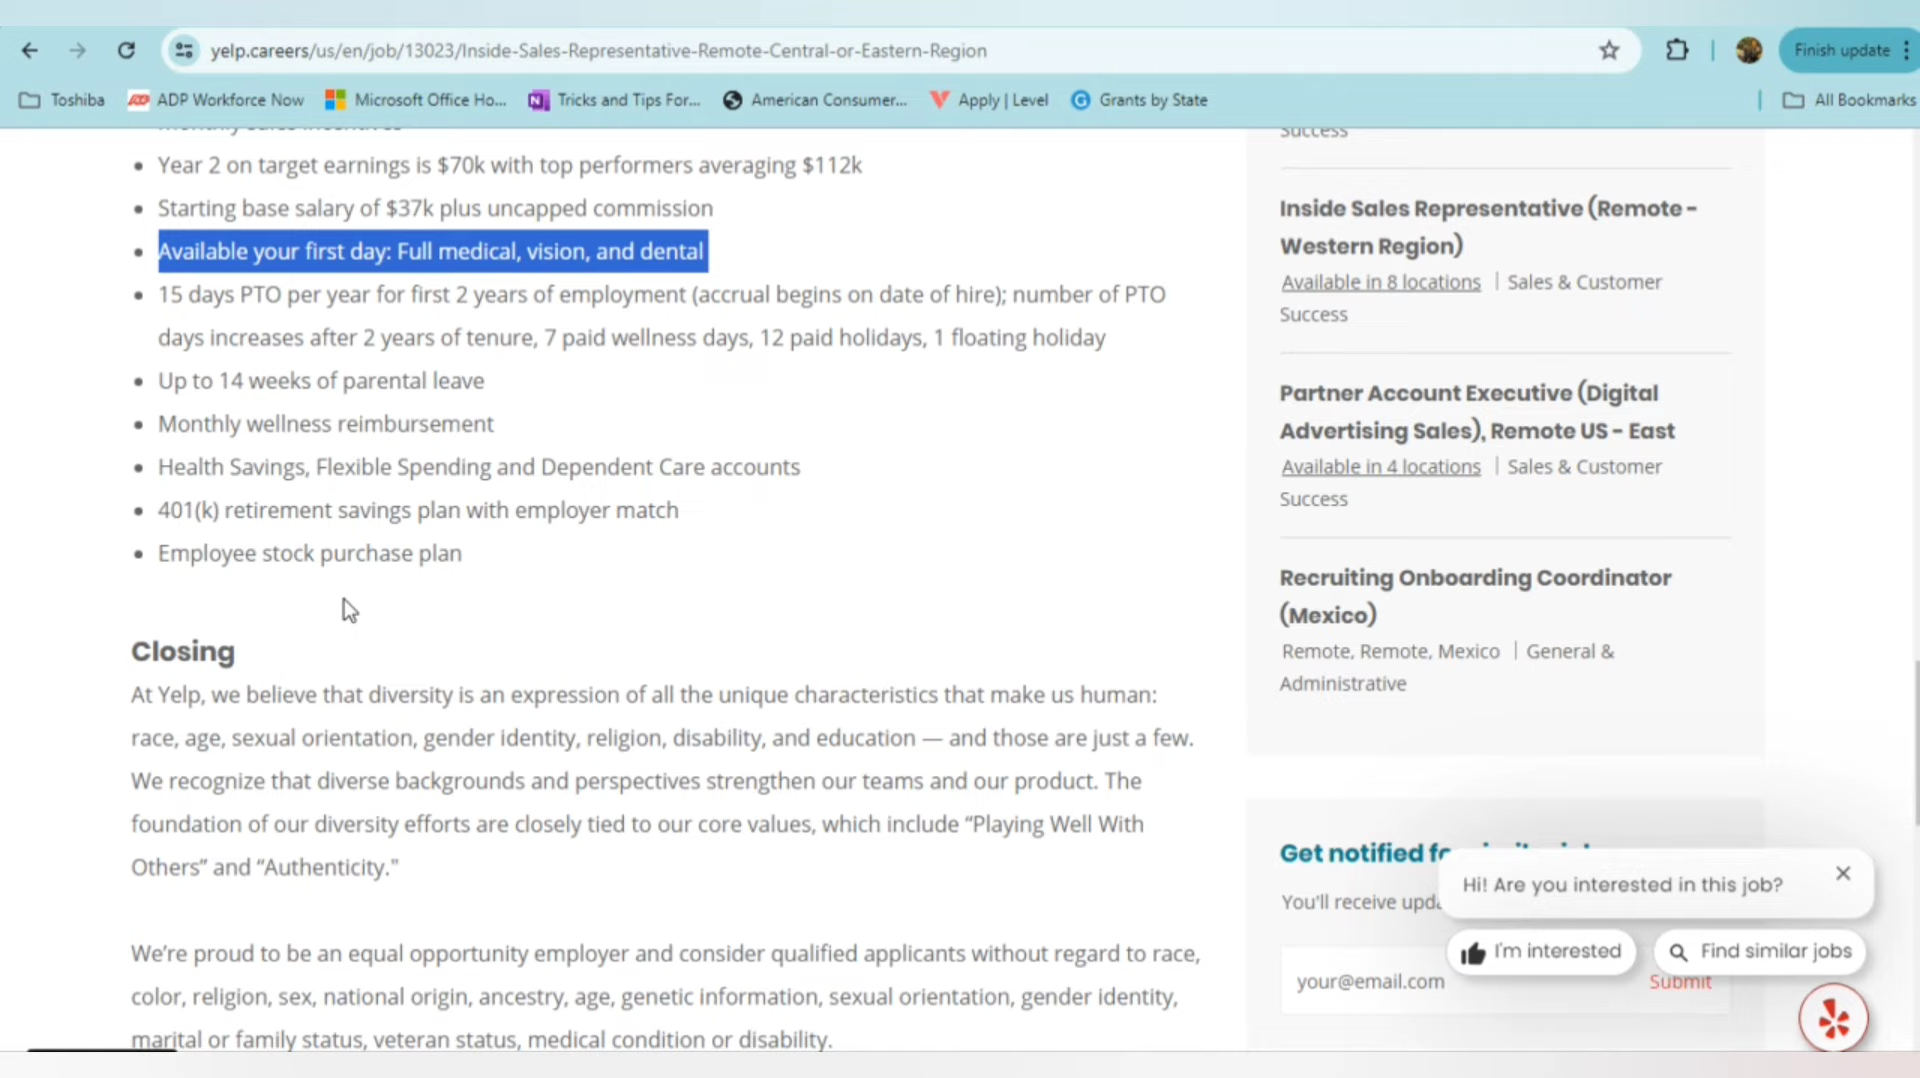 yelp.careers/us/en/job/13023/Inside-Sales-Representative-Remote-Central-or-Eastern-Region
Finish update
Toshiba
ADP Workforce Now
Microsoft Office Ho...
Tricks and Tips For...
American Consumer...
Apply | Level
Grants by State
All Bookmarks
Monthly sales incentives
• Year 2 on target earnings is $70k with top performers averaging $112k
• Starting base salary of $37k plus uncapped commission
• Available your first day: Full medical, vision, and dental
• 15 days PTO per year for first 2 years of employment (accrual begins on date of hire); number of PTO
days increases after 2 years of tenure, 7 paid wellness days, 12 paid holidays, 1 floating holiday
• Up to 14 weeks of parental leave
• Monthly wellness reimbursement
• Health Savings, Flexible Spending and Dependent Care accounts
• 401(k) retirement savings plan with employer match
• Employee stock purchase plan
Closing
At Yelp, we believe that diversity is an expression of all the unique characteristics that make us human:
race, age, sexual orientation, gender identity, religion, disability, and education — and those are just a few.
We recognize that diverse backgrounds and perspectives strengthen our teams and our product. The
foundation of our diversity efforts are closely tied to our core values, which include “Playing Well With
Others” and “Authenticity."
We’re proud to be an equal opportunity employer and consider qualified applicants without regard to race,
color, religion, sex, national origin, ancestry, age, genetic information, sexual orientation, gender identity,
marital or family status, veteran status, medical condition or disability.
Success
Inside Sales Representative (Remote -
Western Region)
Available in 8 locations | Sales & Customer
Success
Partner Account Executive (Digital
Advertising Sales), Remote US - East
Available in 4 locations | Sales & Customer
Success
Recruiting Onboarding Coordinator
(Mexico)
Remote, Remote, Mexico | General &
Administrative
Get notified
You'll receive
Hi! Are you interested in this job?
I'm interested
Find similar jobs
your@email.com
Submit